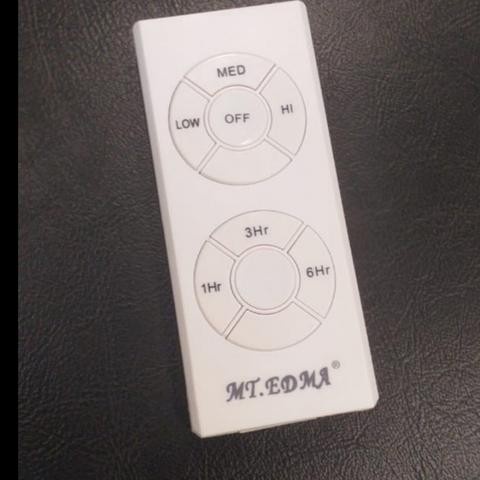 MED
LOW OFF HI
3Hr
1Hr 6Hr
MT.EDMA®